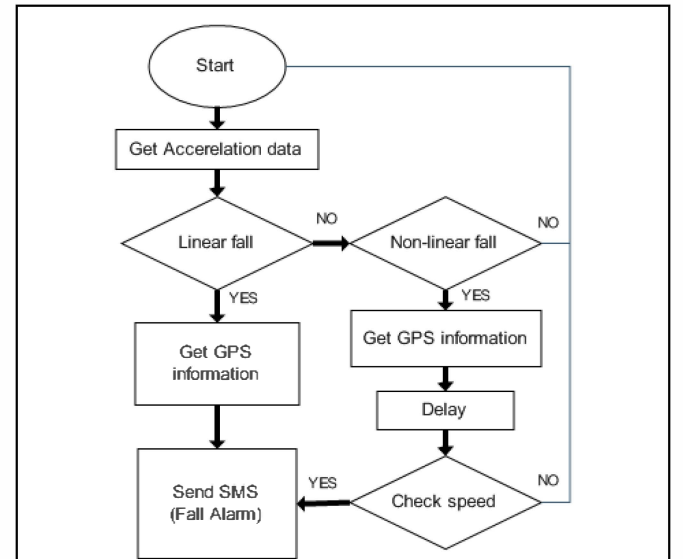 Start
Get Accerelation data
Linear fall
NO
Non-linear fall
NO
YES
YES
Get GPS
information
Get GPS information
Delay
Send SMS
(Fall Alarm)
YES
Check speed
NO